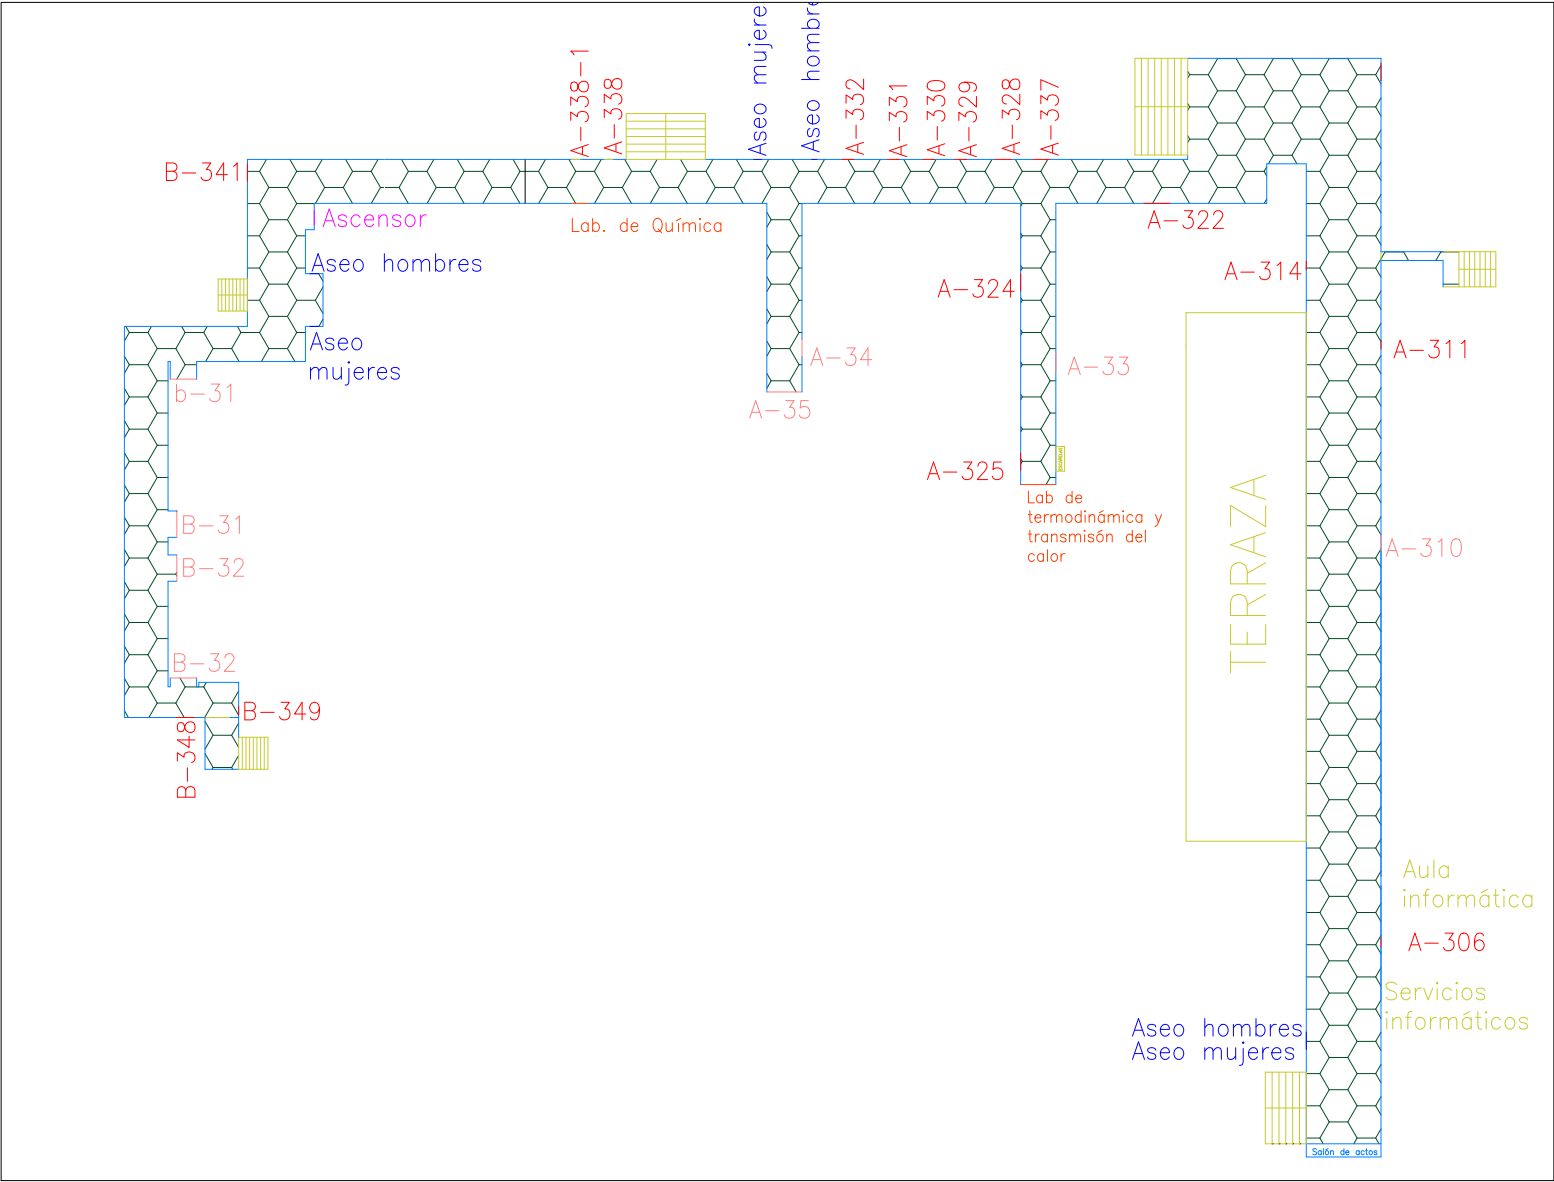 Aseo mujere
Aseo hombre
A-338-1
A-338
A-332
A-331
A-330
A-329
A-328
A-337
B-341
Ascensor
Lab. de Química
A-322
Aseo hombres
A-314
A-324
Aseo
mujeres
A-34
A-33
A-311
b-31
A-35
A-325
Lab de
termodinámica y
transmisón del
calor
TERRAZA
B-31
A-310
B-32
B-32
B-349
B-348
Aula
informática
A-306
Servicios
informáticos
Aseo hombres
Aseo mujeres
Salón de actos